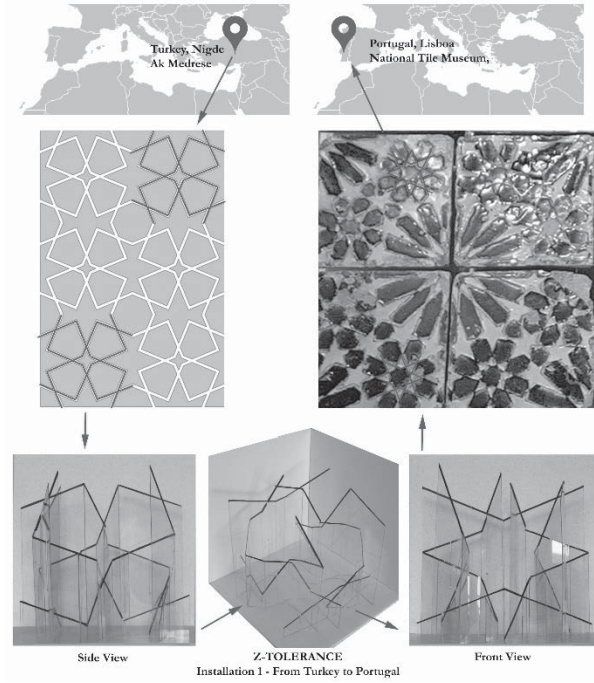 Turkey, Nigde
Ak Medrese
Portugal, Lisboa
National Tile Museum,
Side View
Z-TOLERANCE
Installation 1 - From Turkey to Portugal
Front View